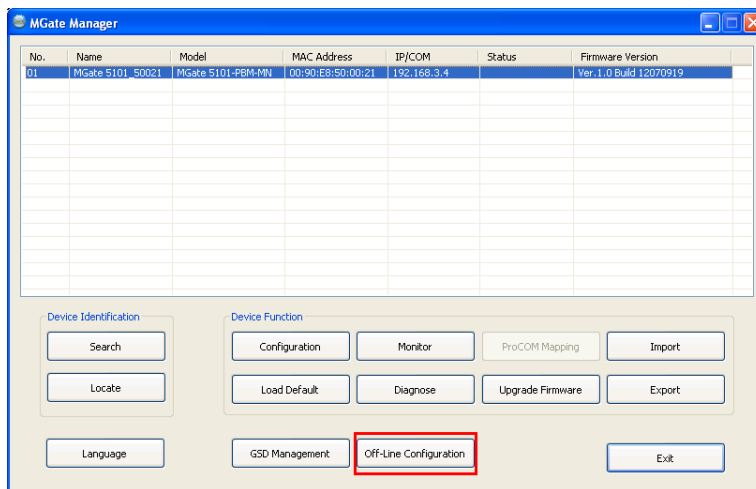 MGate Manager
No. Name Model MAC Address IP/COM Status Firmware Version
01 MGate 5101_50021 MGate 5101-PBM-MN 00:90:E8:50:00:21 192.168.3.4 Ver.1.0 Build 12070919
Device Identification Device Function
Search Configuration Monitor ProCOM Mapping Import
Locate Load Default Diagnose Upgrade Firmware Export
Language GSD Management Off-Line Configuration Exit